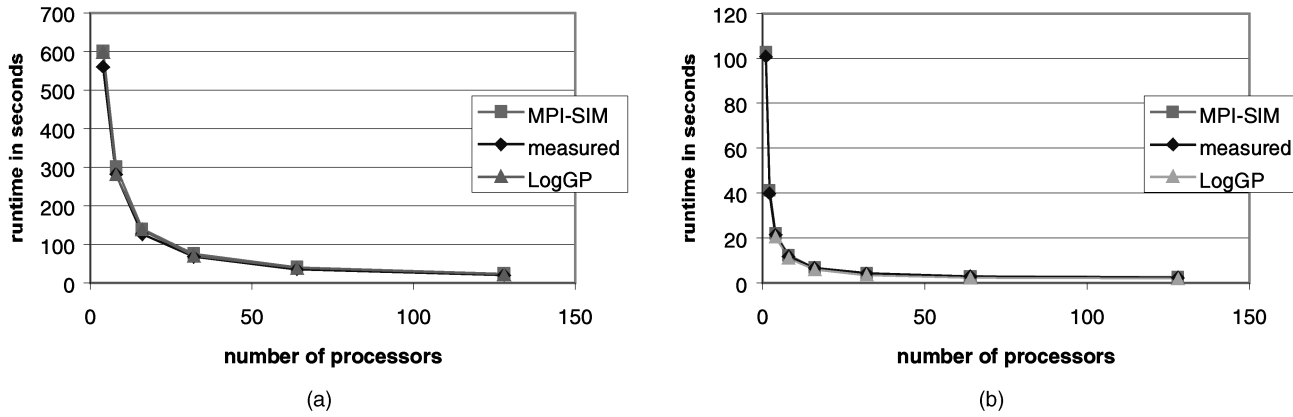 700
600
500
400
300
200
100
0
runtime in seconds
0 50 100 150
number of processors
MPI-SIM
measured
LogGP
(a)
120
100
80
60
40
20
0
runtime in seconds
0 50 100 150
number of processors
MPI-SIM
measured
LogGP
(b)